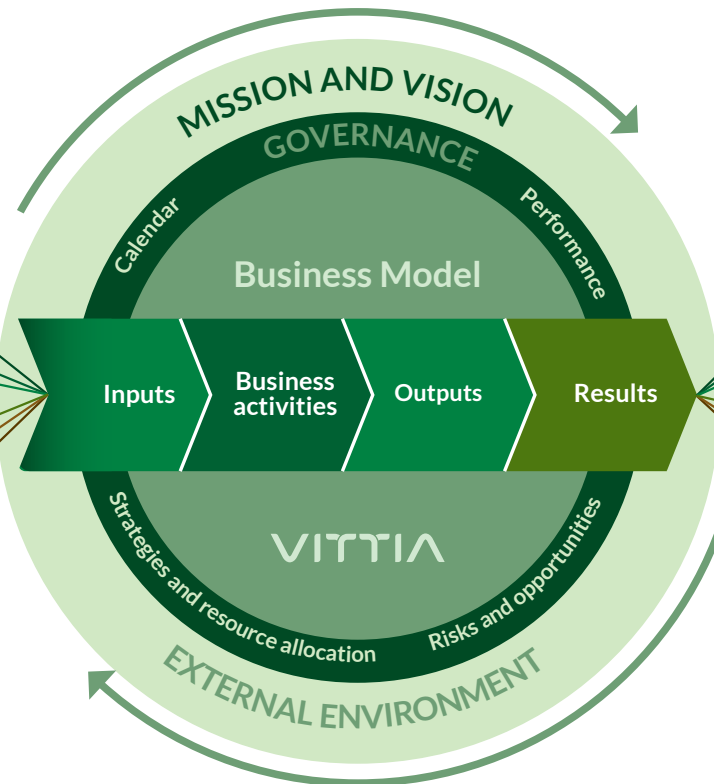 MISSION AND VISION
GOVERNANCE
Calendar
Performance
Business Model
Inputs
Business
activities
Outputs
Results
VITTIA
Strategies and resource allocation
Risks and opportunities
EXTERNAL ENVIRONMENT